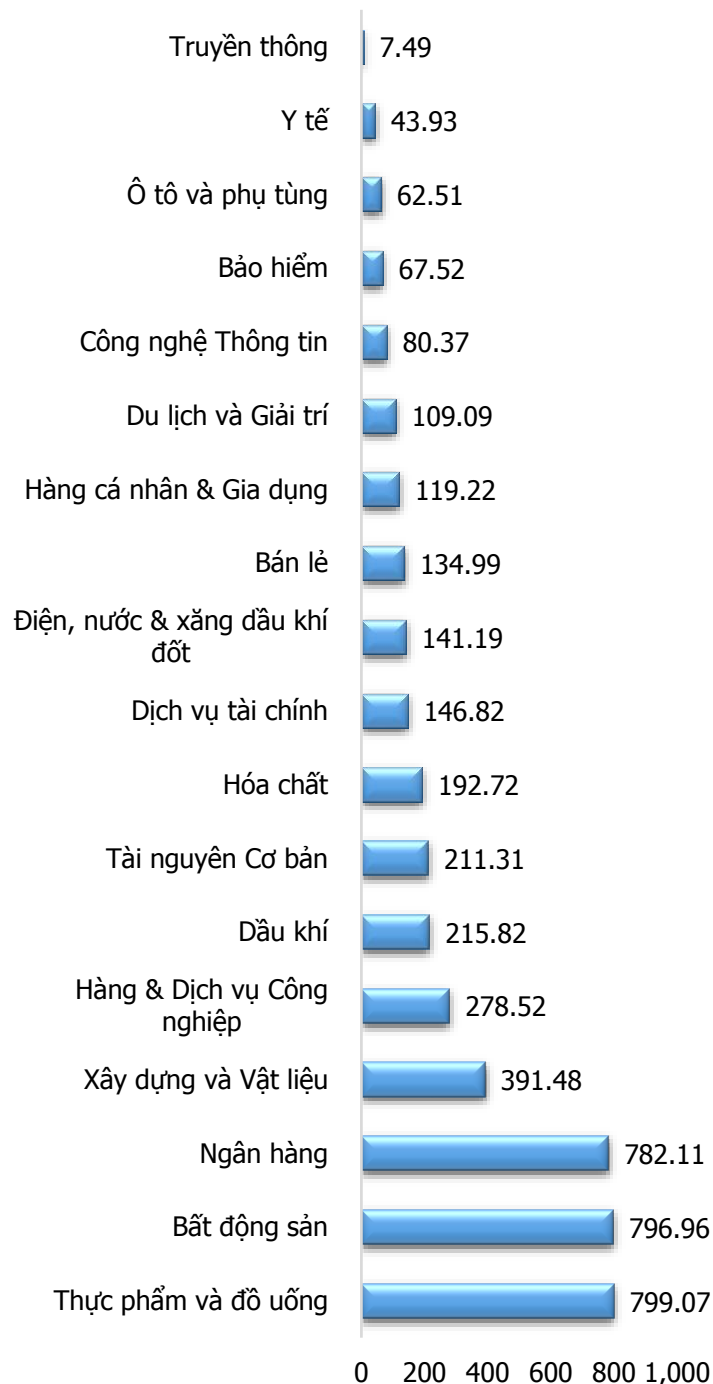 Truyền thông 7.49
Y tế 43.93
Ô tô và phụ tùng 62.51
Bảo hiểm 67.52
Công nghệ Thông tin 80.37
Du lịch và Giải trí 109.09
Hàng cá nhân & Gia dụng 119.22
Bán lẻ 134.99
Điện, nước & xăng dầu khí
đốt 141.19
Dịch vụ tài chính 146.82
Hóa chất 192.72
Tài nguyên Cơ bản 211.31
Dầu khí 215.82
Hàng & Dịch vụ Công
nghiệp 278.52
Xây dựng và Vật liệu 391.48
Ngân hàng 782.11
Bất động sản 796.96
Thực phẩm và đồ uống 799.07
0 200 400 600 800 1,000